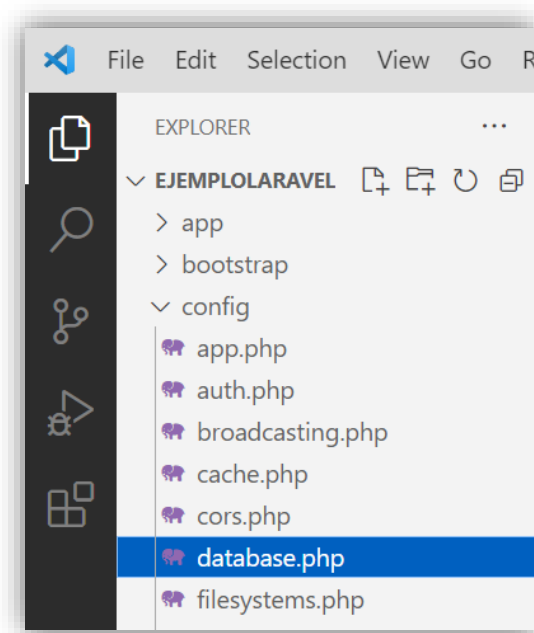 File Edit Selection View Go
EXPLORER ...
EJEMPLOLARAVEL
app
bootstrap
config
app.php
auth.php
broadcasting.php
cache.php
cors.php
database.php
filesystems.php